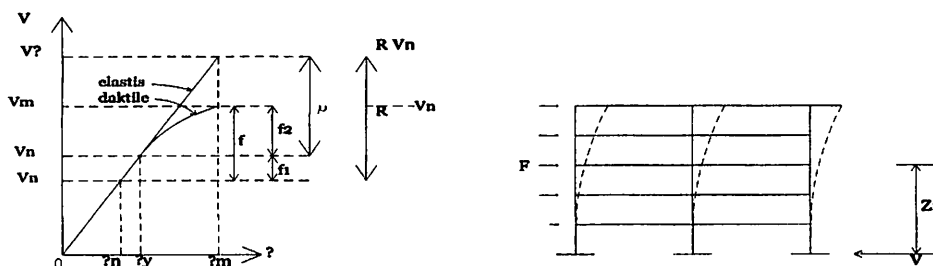 V
V?
R Vn
elastis
daktile
Vm
f
f2
R
Vn
Vn
f1
Vn
0
?n
?y
?m
?
F
Z
V